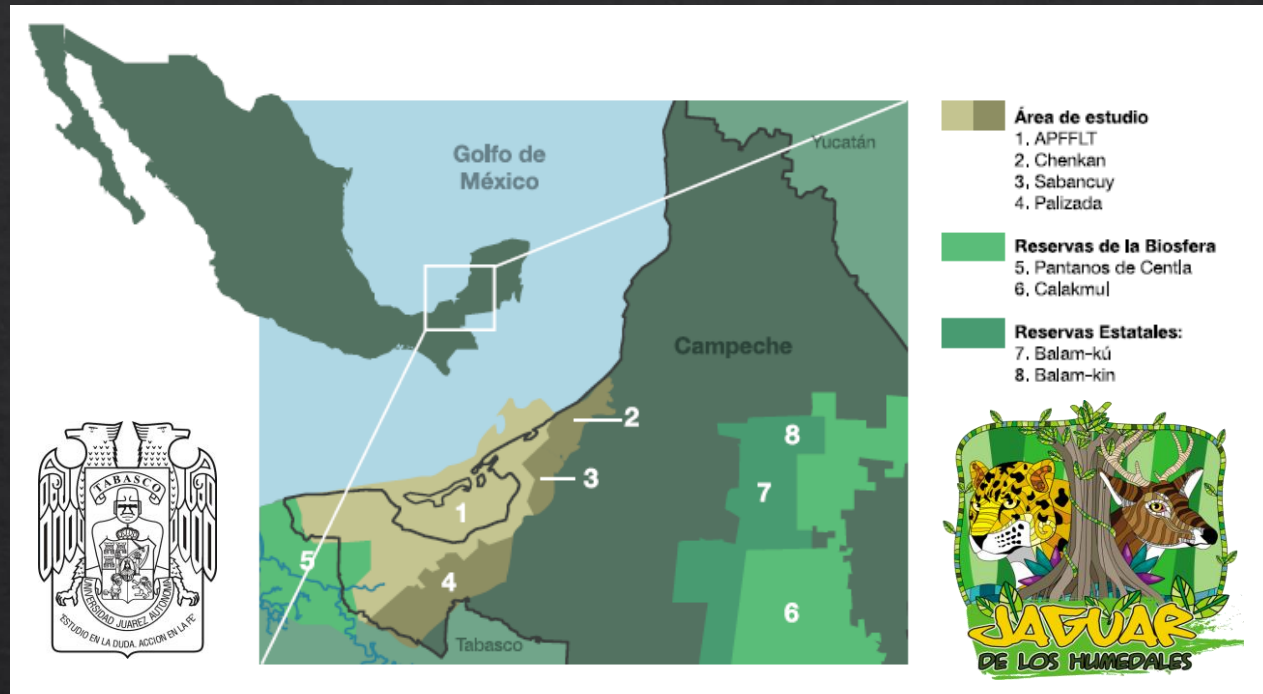 Golfo de
México
Yucatán
Campeche
Tabasco
1
2
3
4
5
6
7
8
Área de estudio
1. APFFLT
2. Chenkan
3. Sabancuy
4. Palizada
Reservas de la Biosfera
5. Pantanos de Centla
6. Calakmul
Reservas Estatales:
7. Balam-kú
8. Balam-kin
TABASCO
UNIVERSIDAD JUAREZ AUTONOMA
"ESTUDIO EN LA DUDA. ACCION EN LA FE"
JAGUAR
DE LOS HUMEDALES